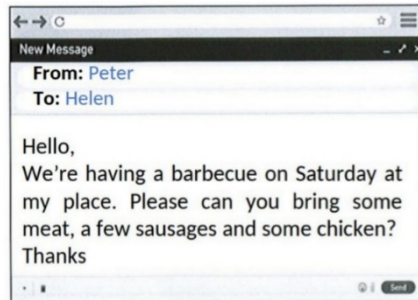 New Message
From: Peter
To: Helen
Hello,
We're having a barbecue on Saturday at
my place. Please can you bring some
meat, a few sausages and some chicken?
Thanks
Send